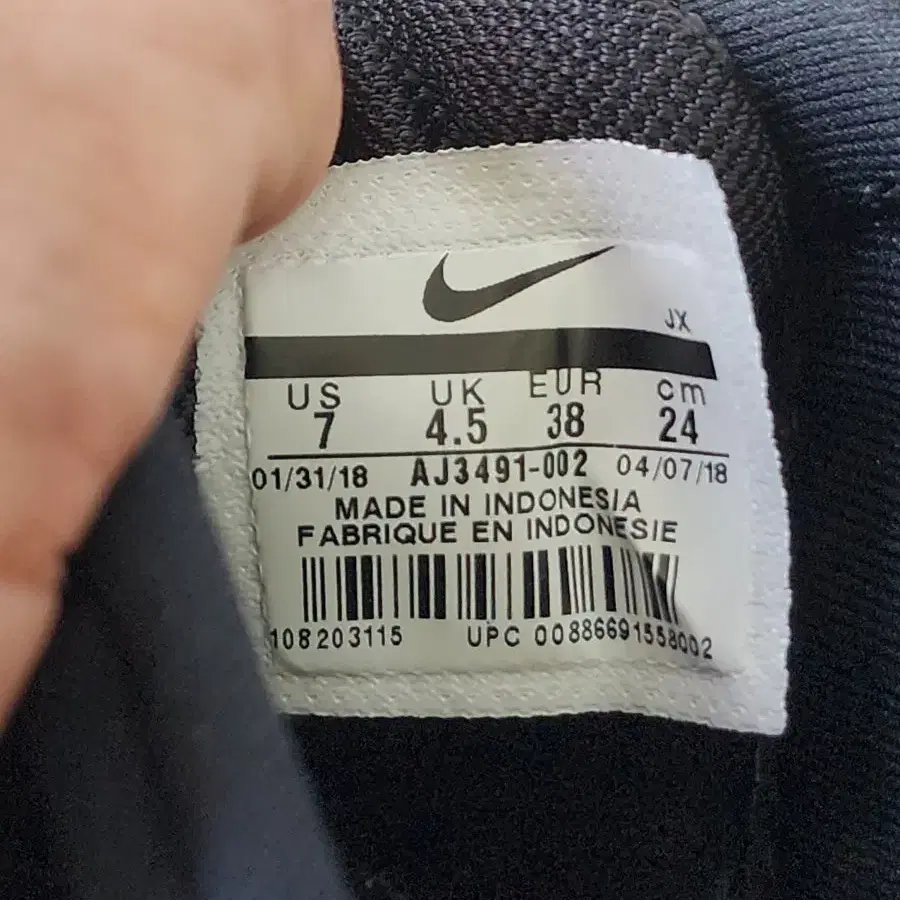 JX
US UK EUR cm
7 4.5 38 24
01/31/18 AJ3491-002 04/07/18
MADE IN INDONESIA
FABRIQUE EN INDONESIE
108203115 UPC 00886691558002